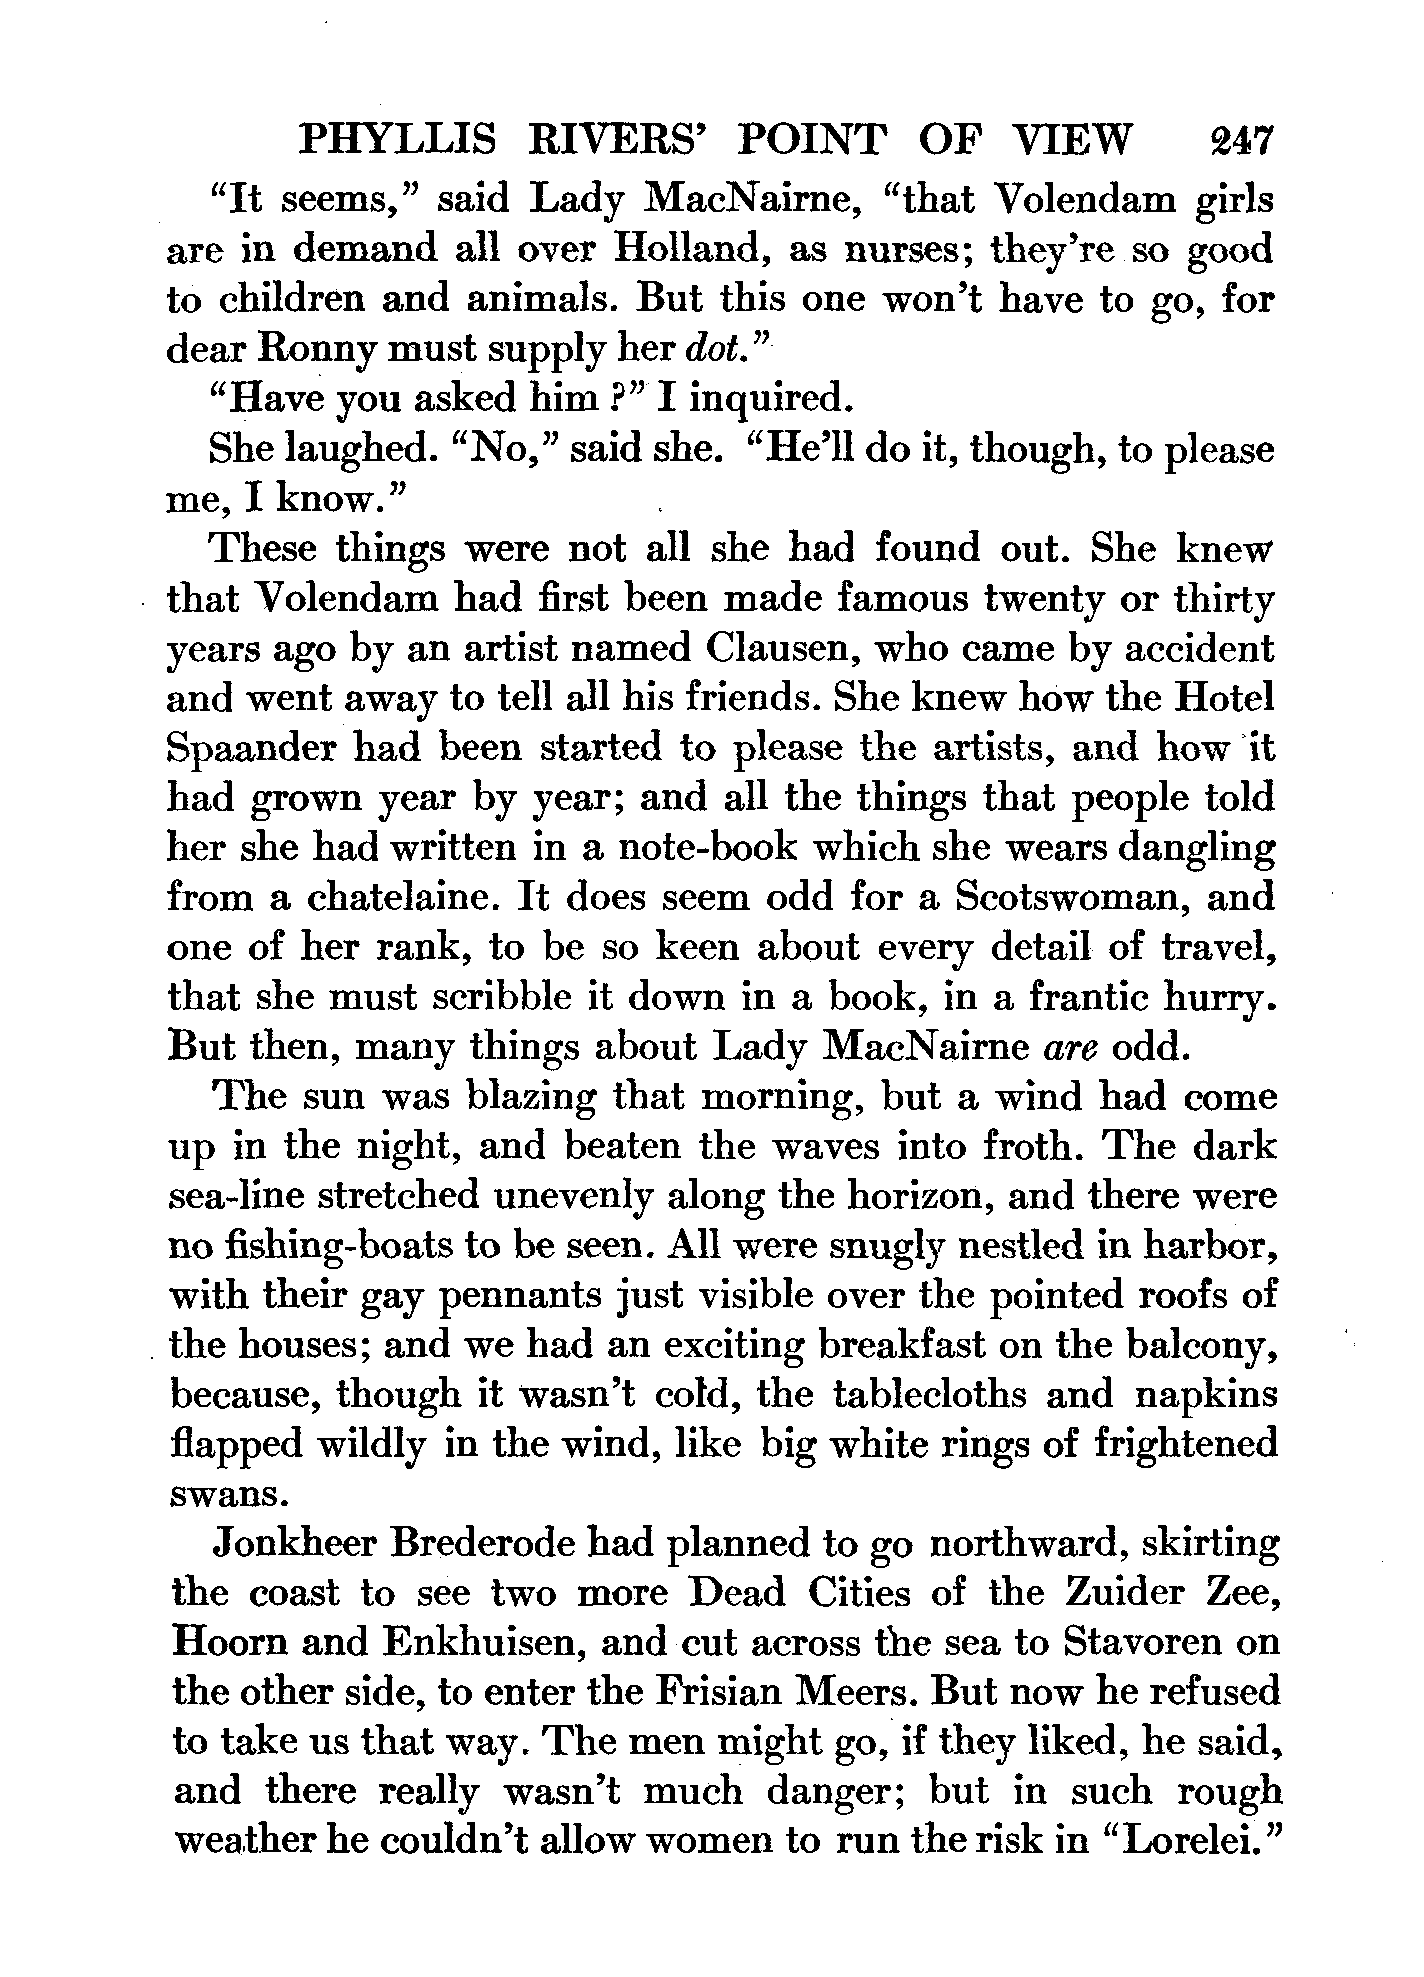 PHYLLIS RIVERS' POINT OF VIEW 247
"It seems," said Lady MacNairne, "that Volendam girls
are in demand all over Holland, as nurses; they're so good
to children and animals. But this one won't have to go, for
dear Ronny must supply her dot."
"Have you asked him?" I inquired.
She laughed. "No," said she. "He'll do it, though, to please
me, I know."
These things were not all she had found out. She knew
that Volendam had first been made famous twenty or thirty
years ago by an artist named Clausen, who came by accident
and went away to tell all his friends. She knew how the Hotel
Spaander had been started to please the artists, and how it
had grown year by year; and all the things that people told
her she had written in a note-book which she wears dangling
from a chatelaine. It does seem odd for a Scotswoman, and
one of her rank, to be so keen about every detail of travel,
that she must scribble it down in a book, in a frantic hurry.
But then, many things about Lady MacNairne are odd.
The sun was blazing that morning, but a wind had come
up in the night, and beaten the waves into froth. The dark
sea-line stretched unevenly along the horizon, and there were
no fishing-boats to be seen. All were snugly nestled in harbor,
with their gay pennants just visible over the pointed roofs of
the houses; and we had an exciting breakfast on the balcony,
because, though it wasn't cold, the tablecloths and napkins
flapped wildly in the wind, like big white rings of frightened
swans.
Jonkheer Brederode had planned to go northward, skirting
the coast to see two more Dead Cities of the Zuider Zee,
Hoorn and Enkhuisen, and cut across the sea to Stavoren on
the other side, to enter the Frisian Meers. But now he refused
to take us that way. The men might go, if they liked, he said,
and there really wasn't much danger; but in such rough
weather he couldn't allow women to run the risk in "Lorelei."